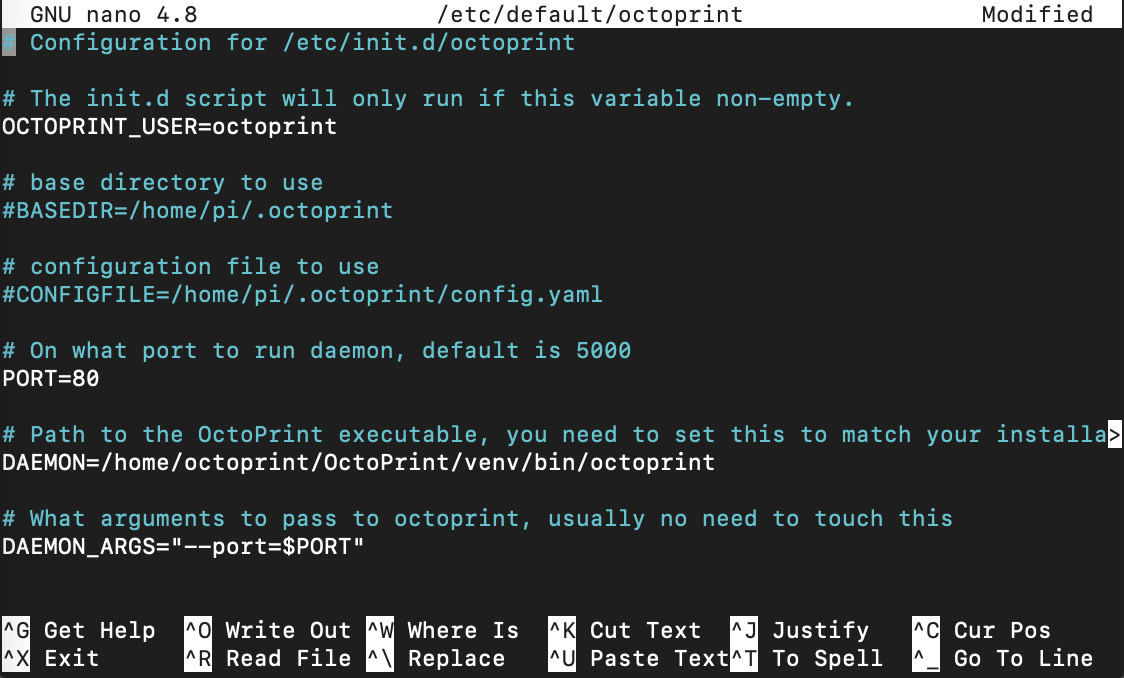 GNU nano 4.8 /etc/default/octoprint Modified
# Configuration for /etc/init.d/octoprint
# The init.d script will only run if this variable non-empty.
OCTOPRINT_USER=octoprint
# base directory to use
#BASEDIR=/home/pi/.octoprint
# configuration file to use
#CONFIGFILE=/home/pi/.octoprint/config.yaml
# On what port to run daemon, default is 5000
PORT=80
# Path to the OctoPrint executable, you need to set this to match your installa>
DAEMON=/home/octoprint/OctoPrint/venv/bin/octoprint
# What arguments to pass to octoprint, usually no need to touch this
DAEMON_ARGS="--port=$PORT"
^G Get Help ^O Write Out ^W Where Is ^K Cut Text ^J Justify ^C Cur Pos
^X Exit ^R Read File ^\ Replace ^U Paste Text ^T To Spell ^_ Go To Line